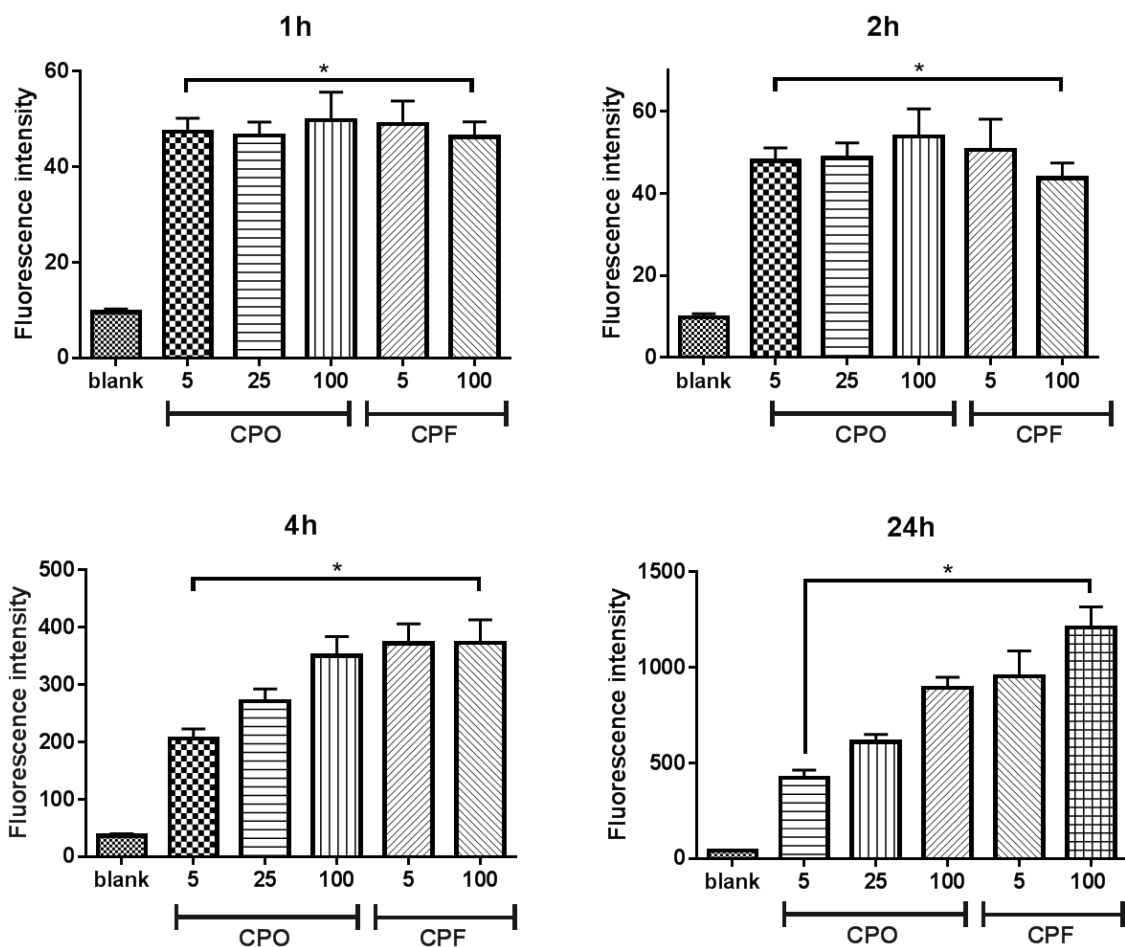 1h
*
Fluorescence intensity
60
40
20
0
blank 5 25 100 5 100
CPO CPF
2h
*
Fluorescence intensity
60
40
20
0
blank 5 25 100 5 100
CPO CPF
4h
*
Fluorescence intensity
500
400
300
200
100
0
blank 5 25 100 5 100
CPO CPF
24h
*
Fluorescence intensity
1500
1000
500
0
blank 5 25 100 5 100
CPO CPF